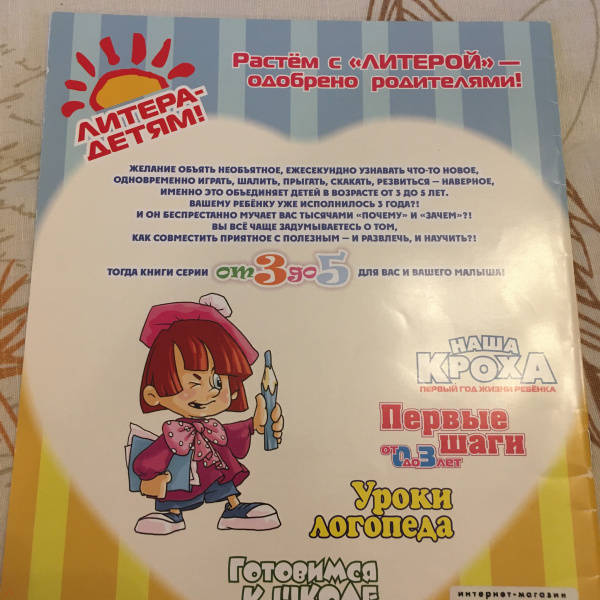 ЛИТЕРА-
ДЕТЯМ!
Растём с «ЛИТЕРОЙ» —
одобрено родителями!
ЖЕЛАНИЕ ОБЪЯТЬ НЕОБЪЯТНОЕ, ЕЖЕСЕКУНДНО УЗНАВАТЬ ЧТО-ТО НОВОЕ,
ОДНОВРЕМЕННО ИГРАТЬ, ШАЛИТЬ, ПРЫГАТЬ, СКАКАТЬ, РЕЗВИТЬСЯ — НАВЕРНОЕ,
ИМЕННО ЭТО ОБЪЕДИНЯЕТ ДЕТЕЙ В ВОЗРАСТЕ ОТ 3 ДО 5 ЛЕТ.
ВАШЕМУ РЕБЁНКУ УЖЕ ИСПОЛНИЛОСЬ 3 ГОДА?!
И ОН БЕСПРЕСТАННО МУЧАЕТ ВАС ТЫСЯЧАМИ «ПОЧЕМУ» И «ЗАЧЕМ»?!
ВЫ ВСЁ ЧАЩЕ ЗАДУМЫВАЕТЕСЬ О ТОМ,
КАК СОВМЕСТИТЬ ПРИЯТНОЕ С ПОЛЕЗНЫМ — И РАЗВЛЕЧЬ, И НАУЧИТЬ?!
ТОГДА КНИГИ СЕРИИ от 3 до 5 ДЛЯ ВАС И ВАШЕГО МАЛЫША!
НАША
КРОХА
ПЕРВЫЙ ГОД ЖИЗНИ РЕБЁНКА
Первые
шаги
от 0 до 3 лет
Уроки
логопеда
Готовимся
к школе
интернет-магазин